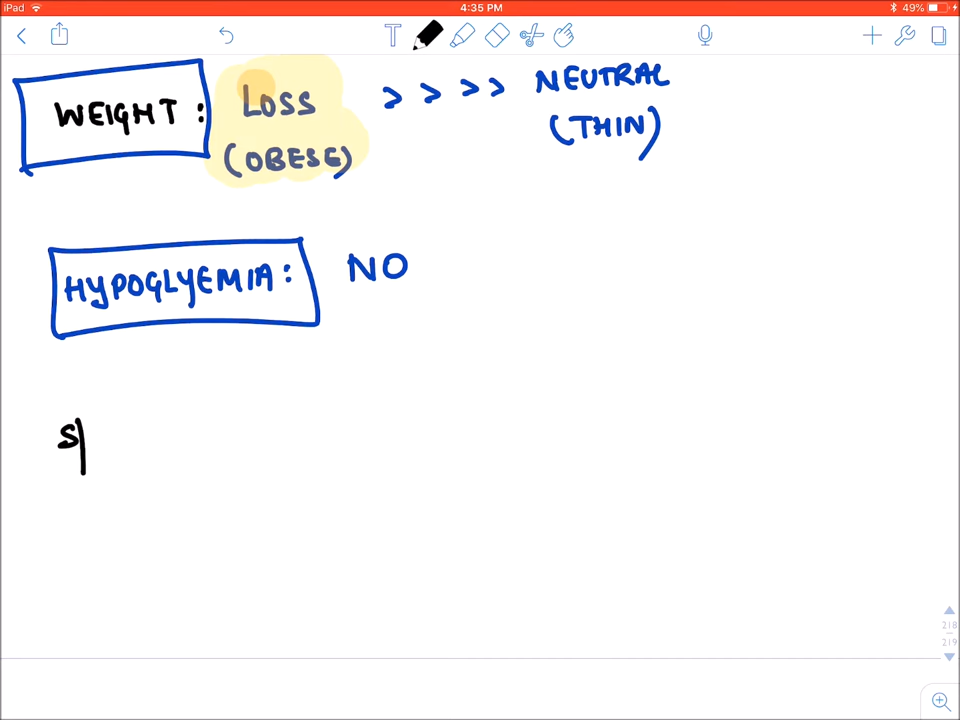 iPad 4:35 PM 49%
T
WEIGHT: LOSS > > > > NEUTRAL
(OBESE) (THIN)
HYPOGLYEMIA: NO
S
218
219